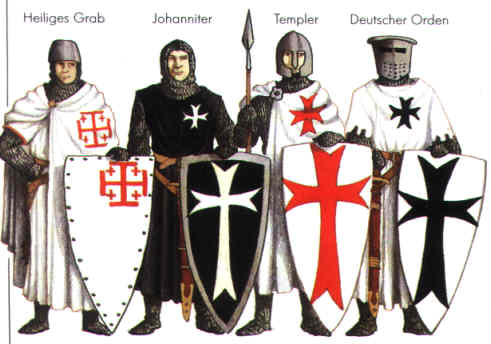 Heiliges Grab
Johanniter
Templer
Deutscher Orden